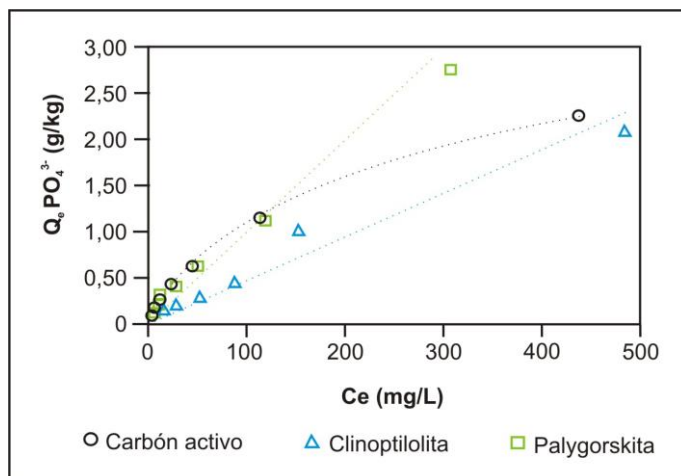 3,00
2,50
2,00
1,50
1,00
0,50
0
Qe PO4 3- (g/kg)
0 100 200 300 400 500
Ce (mg/L)
Carbón activo Clinoptilolita Palygorskita